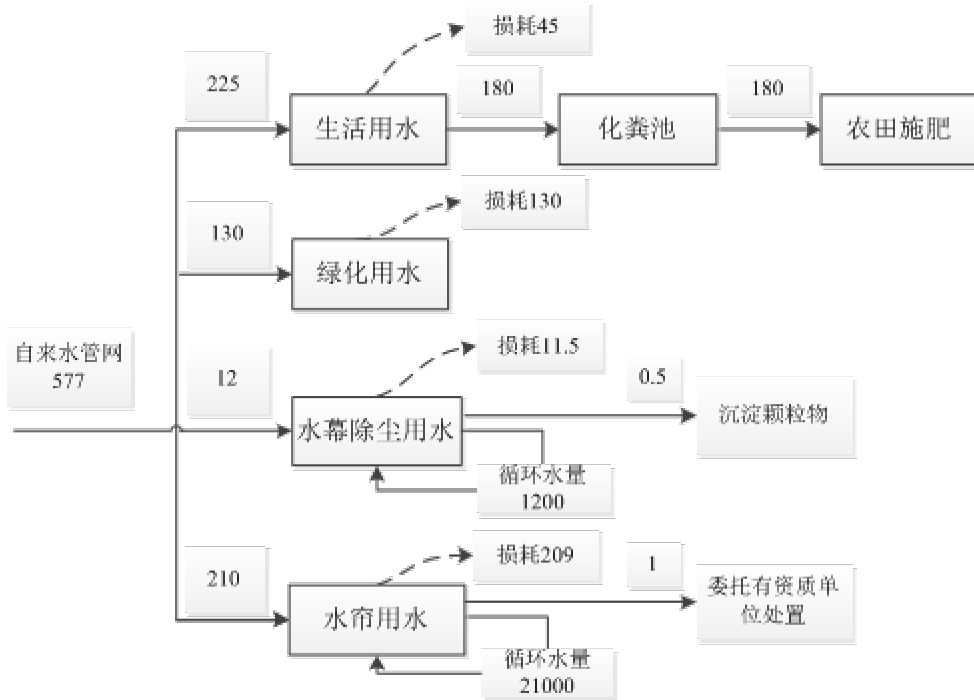 损耗45
225
180
180
生活用水
化粪池
农田施肥
损耗130
130
绿化用水
自来水管网
577
损耗11.5
12
0.5
水幕除尘用水
沉淀颗粒物
循环水量
1200
损耗209
210
1
水帘用水
委托有资质单
位处置
循环水量
21000